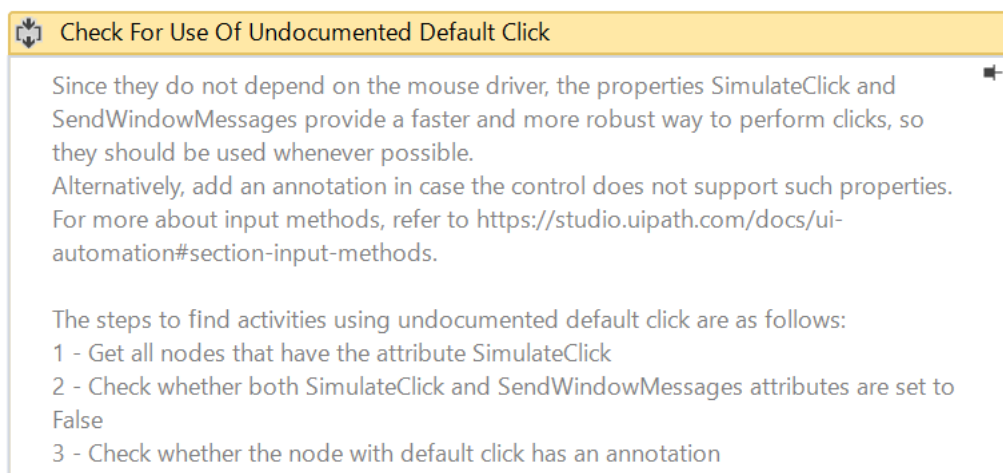 Check For Use Of Undocumented Default Click
Since they do not depend on the mouse driver, the properties SimulateClick and
SendWindowMessages provide a faster and more robust way to perform clicks, so
they should be used whenever possible.
Alternatively, add an annotation in case the control does not support such properties.
For more about input methods, refer to https://studio.uipath.com/docs/ui-
automation#section-input-methods.
The steps to find activities using undocumented default click are as follows:
1 - Get all nodes that have the attribute SimulateClick
2 - Check whether both SimulateClick and SendWindowMessages attributes are set to
False
3 - Check whether the node with default click has an annotation